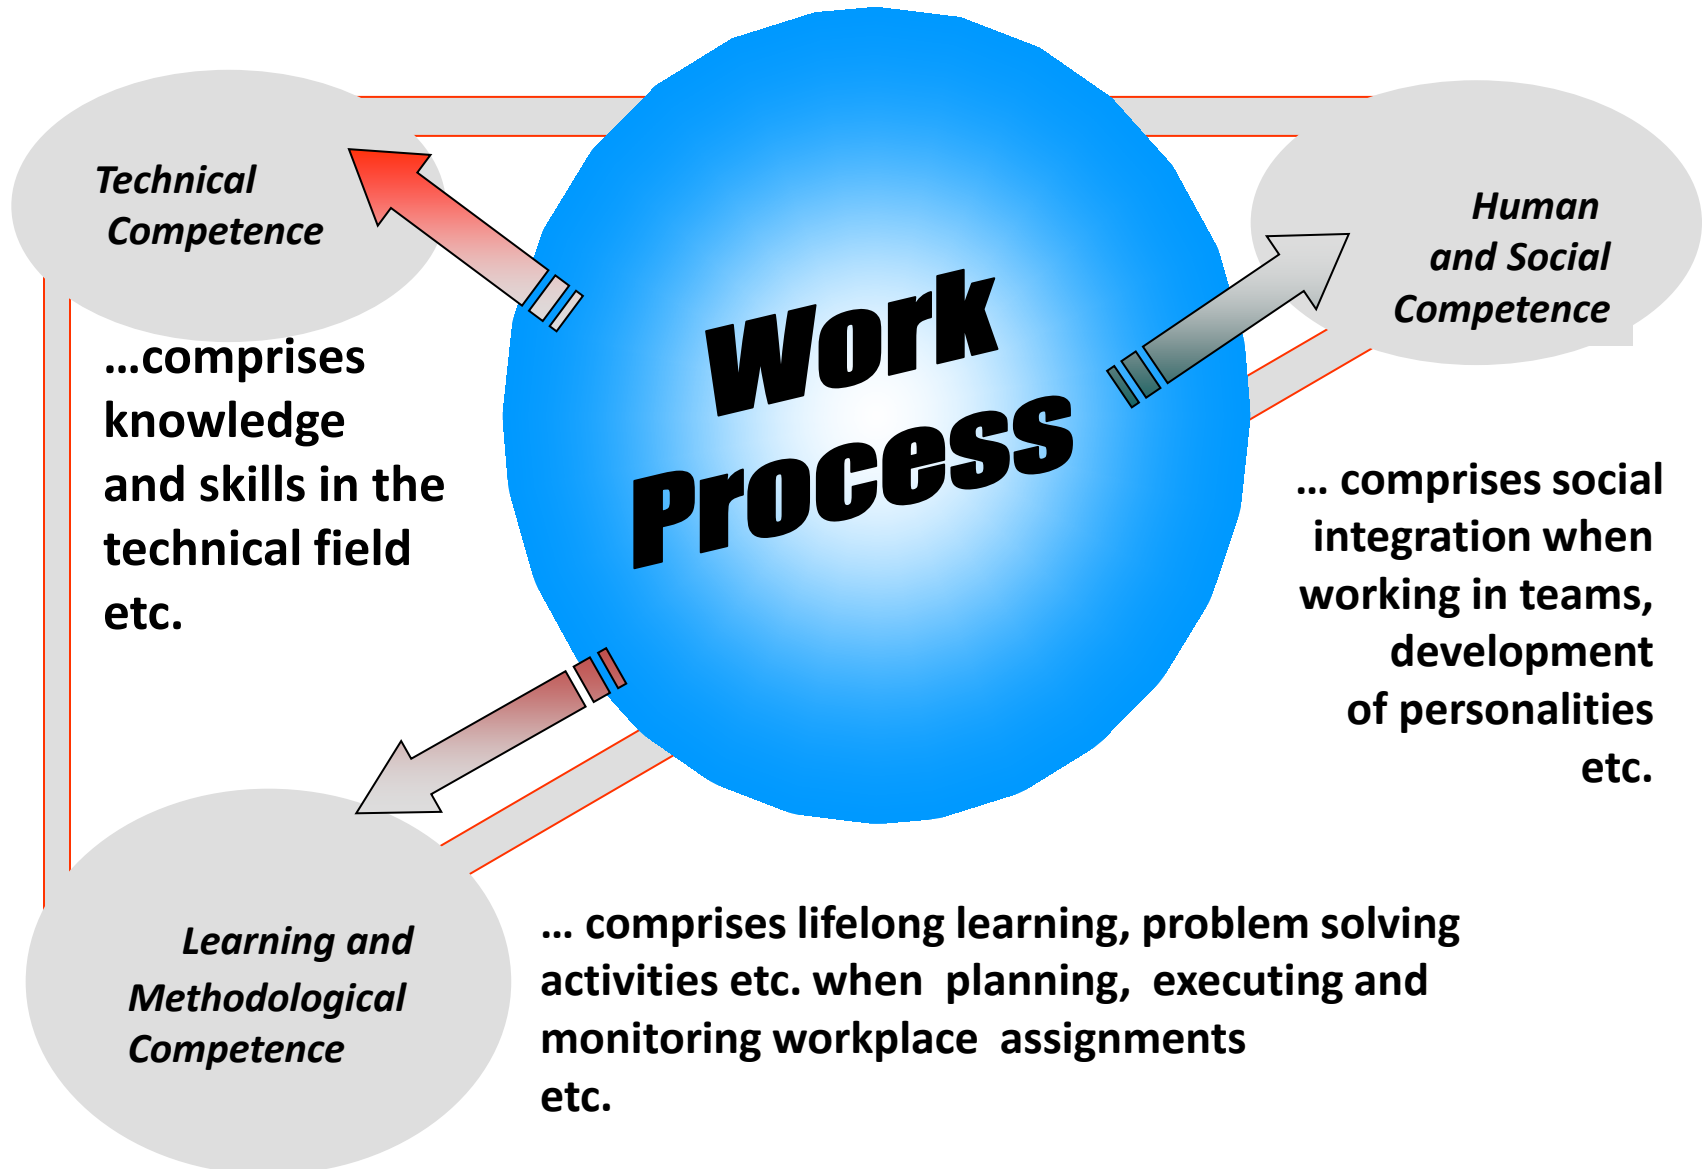 Technical
Competence
…comprises
knowledge
and skills in the
technical field
etc.
Work
Process
Human
and Social
Competence
… comprises social
integration when
working in teams,
development
of personalities
etc.
Learning and
Methodological
Competence
… comprises lifelong learning, problem solving
activities etc. when planning, executing and
monitoring workplace assignments
etc.